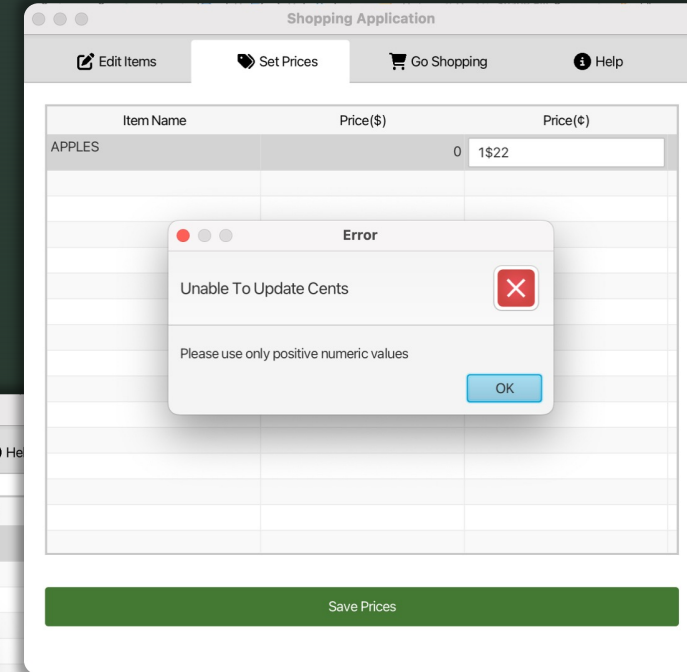 Shopping Application
Edit Items Set Prices Go Shopping Help
Item Name Price($) Price(¢)
APPLES 0 1$22
Error
Unable To Update Cents
Please use only positive numeric values
OK
Save Prices